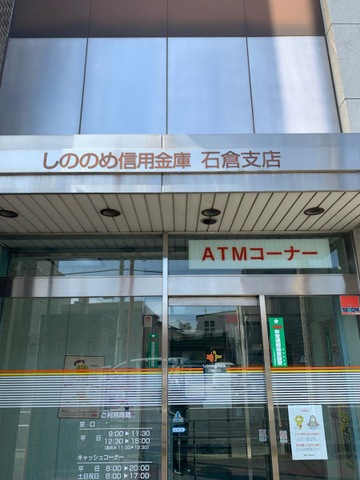 しののめ信用金庫 石倉支店
ATMコーナー
ご利用時間
窓口
平日 9:00▶11:30
12:30▶15:00
キャッシュコーナー
平日 8:00▶20:00
土日祝日 8:00▶17:00